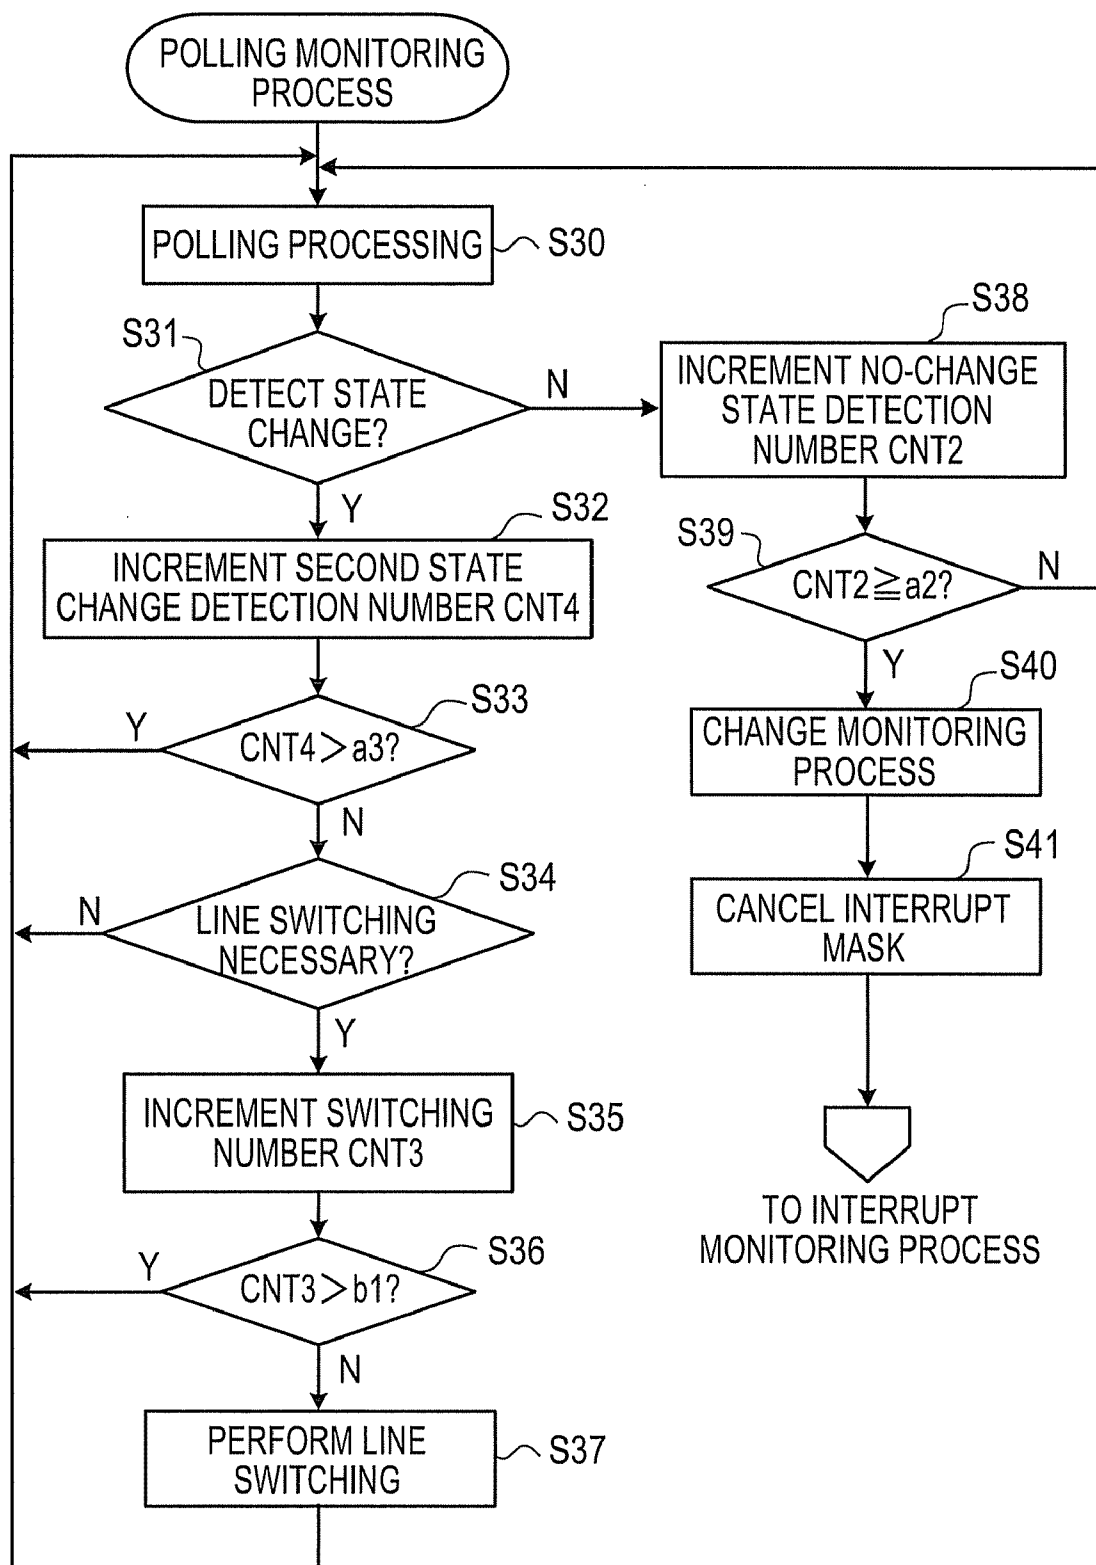 POLLING MONITORING
PROCESS
POLLING PROCESSING
S30
S31
DETECT STATE
CHANGE?
N
Y
S32
INCREMENT SECOND STATE
CHANGE DETECTION NUMBER CNT4
S33
CNT4 > a3?
Y
N
S34
LINE SWITCHING
NECESSARY?
N
Y
INCREMENT SWITCHING
NUMBER CNT3
S35
S36
CNT3 > b1?
Y
N
PERFORM LINE
SWITCHING
S37
S38
INCREMENT NO-CHANGE
STATE DETECTION
NUMBER CNT2
S39
CNT2 ≧ a2?
N
Y
S40
CHANGE MONITORING
PROCESS
S41
CANCEL INTERRUPT
MASK
TO INTERRUPT
MONITORING PROCESS